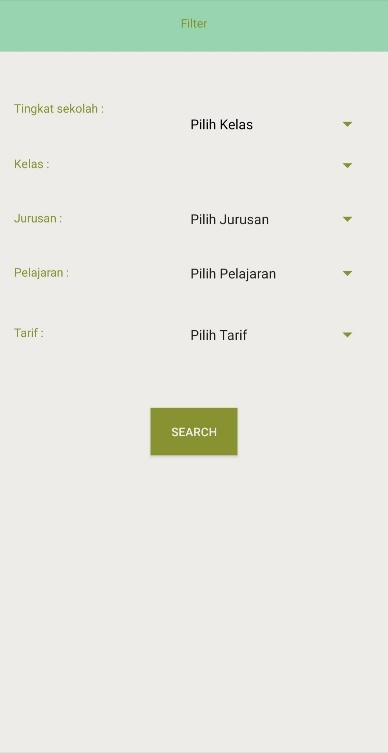 Filter
Tingkat sekolah :
Pilih Kelas
Kelas :
Jurusan :
Pilih Jurusan
Pelajaran :
Pilih Pelajaran
Tarif :
Pilih Tarif
SEARCH